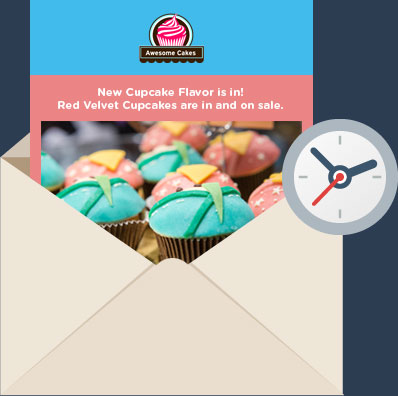 Awesome Cakes
New Cupcake Flavor is in!
Red Velvet Cupcakes are in and on sale.